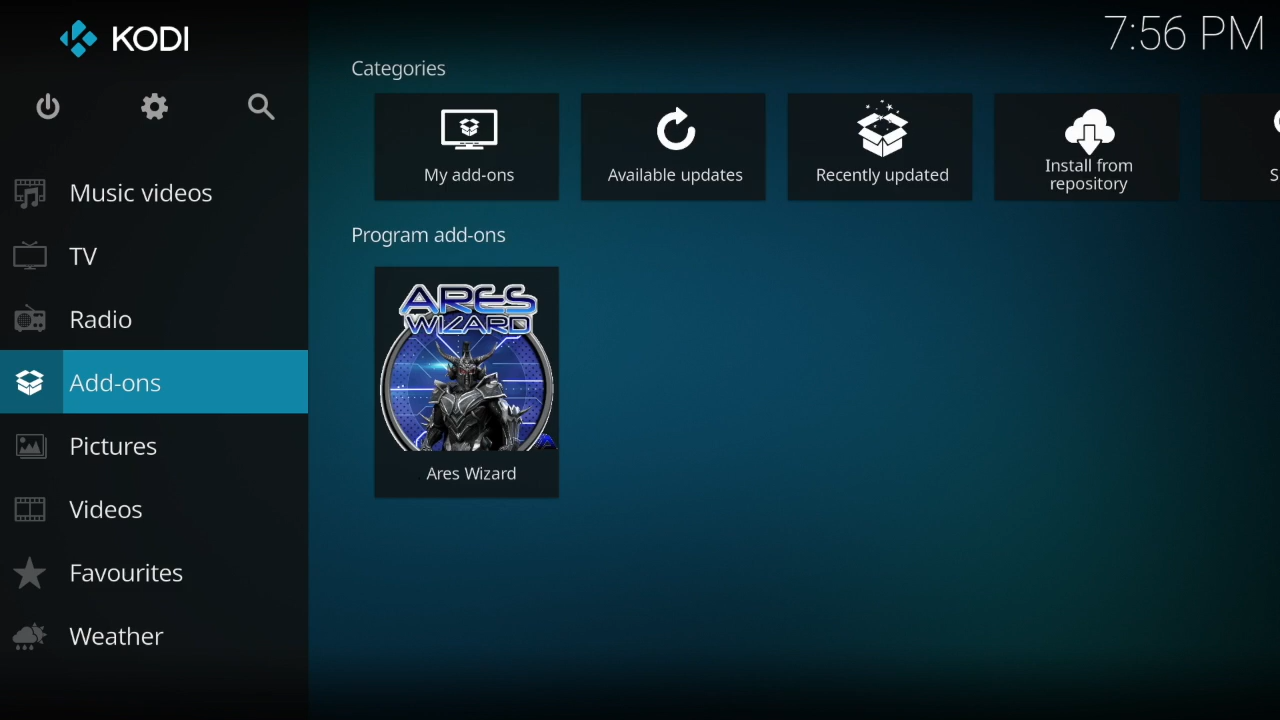 KODI
7:56 PM
Categories
My add-ons
Available updates
Recently updated
Install from
repository
S
Program add-ons
ARES
WIZARD
Ares Wizard
Music videos
TV
Radio
Add-ons
Pictures
Videos
Favourites
Weather